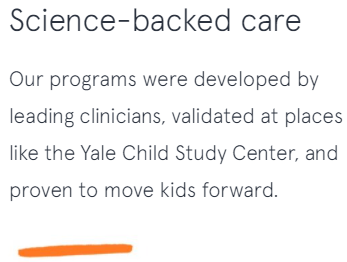 Science-backed care
Our programs were developed by
leading clinicians, validated at places
like the Yale Child Study Center, and
proven to move kids forward.